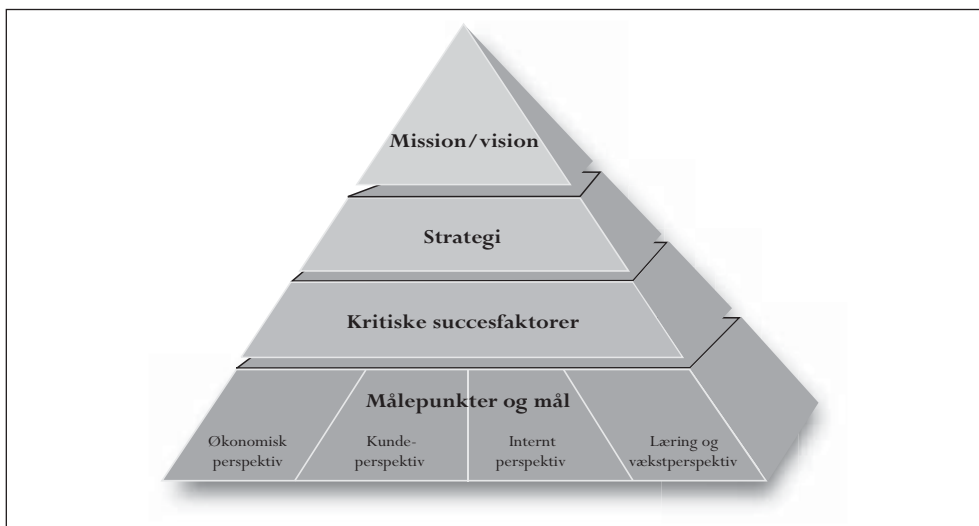 Mission/vision
Strategi
Kritiske succesfaktorer
Målepunkter og mål
Økonomisk
perspektiv
Kunde-
perspektiv
Internt
perspektiv
Læring og
vækstperspektiv